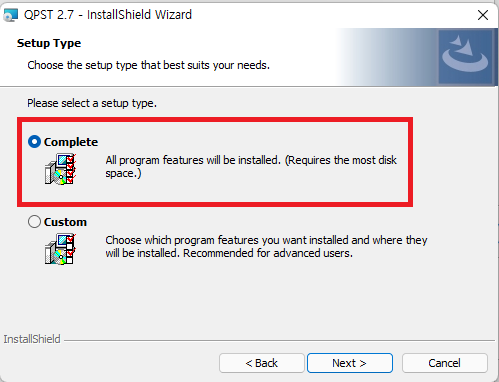 QPST 2.7 - InstallShield Wizard
Setup Type
Choose the setup type that best suits your needs.
Please select a setup type.
Complete
All program features will be installed. (Requires the most disk
space.)
Custom
Choose which program features you want installed and where they
will be installed. Recommended for advanced users.
InstallShield
< Back
Next >
Cancel